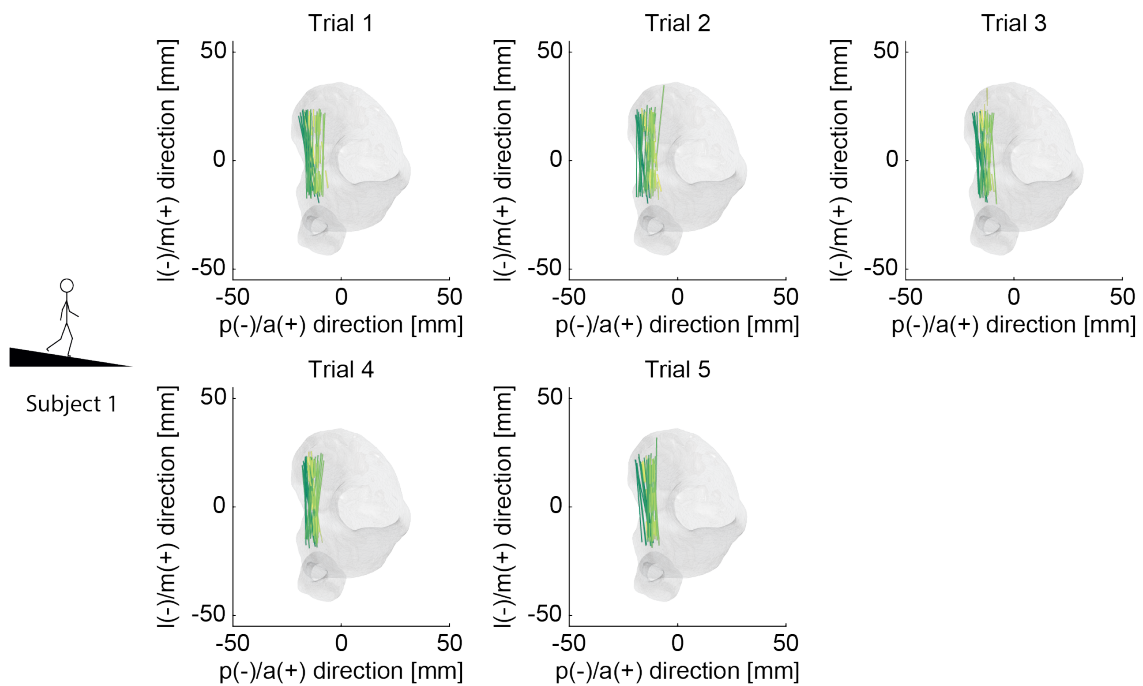 Trial 1
Trial 2
Trial 3
l(-)/m(+) direction [mm]
50
0
-50
l(-)/m(+) direction [mm]
50
0
-50
l(-)/m(+) direction [mm]
50
0
-50
-50 0 50
-50 0 50
-50 0 50
p(-)/a(+) direction [mm]
p(-)/a(+) direction [mm]
p(-)/a(+) direction [mm]
Subject 1
Trial 4
Trial 5
l(-)/m(+) direction [mm]
50
0
-50
l(-)/m(+) direction [mm]
50
0
-50
-50 0 50
-50 0 50
p(-)/a(+) direction [mm]
p(-)/a(+) direction [mm]